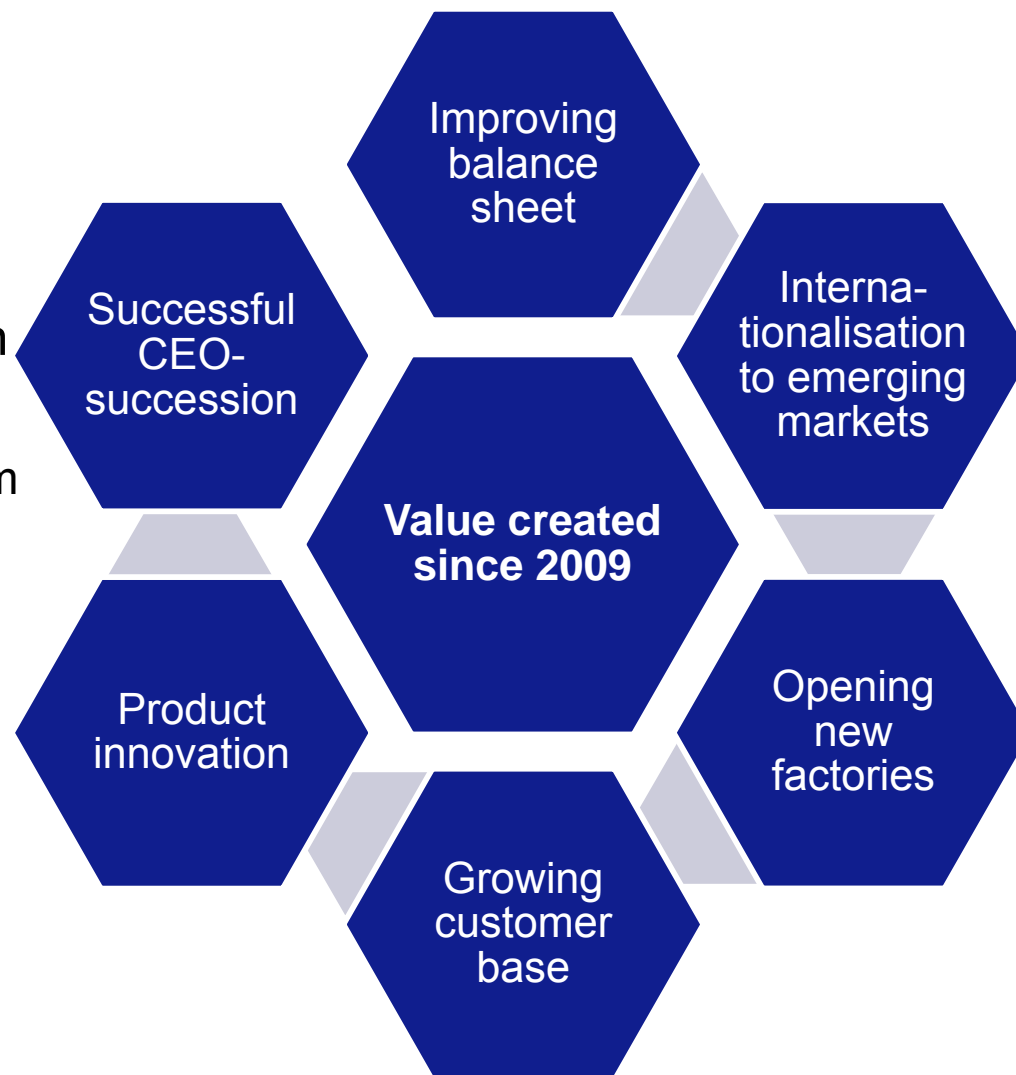 Improving
balance
sheet
Interna-
tionalisation
to emerging
markets
Opening
new
factories
Growing
customer
base
Product
innovation
Successful
CEO-
succession
Value created
since 2009